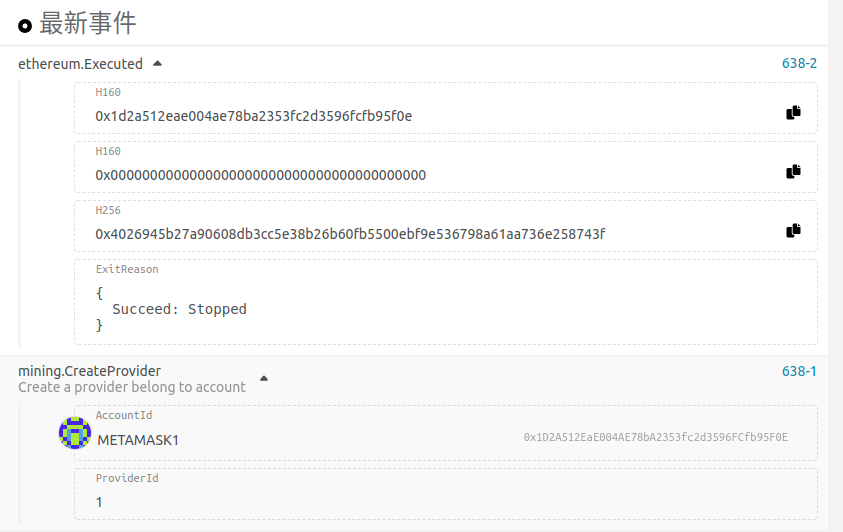 最新事件
ethereum.Executed
638-2
H160
0x1d2a512eae004ae78ba2353fc2d3596fcfb95f0e
H160
0x0000000000000000000000000000000000000000
H256
0x4026945b27a90608db3cc5e38b26b60fb5500ebf9e536798a61aa736e258743f
ExitReason
{
Succeed: Stopped
}
mining.CreateProvider
638-1
Create a provider belong to account
AccountId
METAMASK1
0x1D2A512EaE004AE78bA2353fc2d3596FCfb95F0E
ProviderId
1